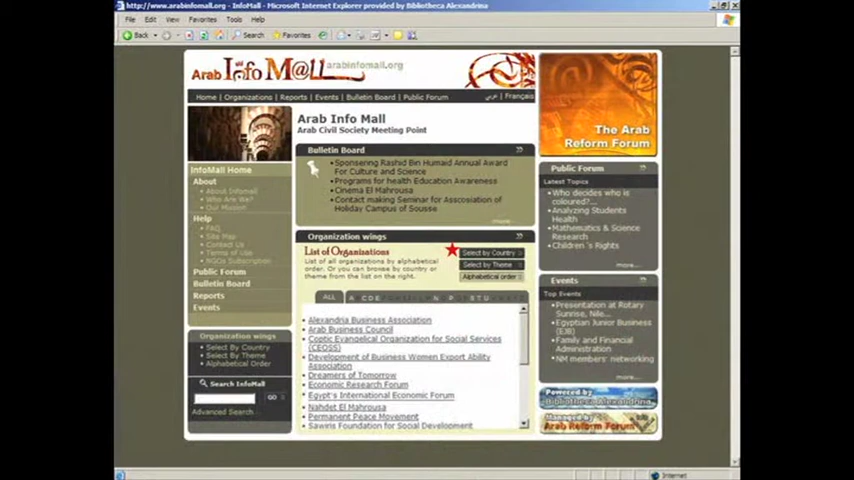 http://www.arabinfomall.org - InfoMall - Microsoft Internet Explorer provided by Bibliotheca Alexandrina
File Edit View Favorites Tools Help
Back Search Favorites
Arab InfoM@ll arabinfomall.org
Home | Organizations | Reports | Events | Bulletin Board | Public Forum
عربي | Français
The Arab
Reform Forum
Arab Info Mall
Arab Civil Society Meeting Point
Bulletin Board
Sponsering Rashid Bin Humaid Annual Award
For Culture and Science
Programs for health Education Awareness
Cinema El Mahrousa
Contact making Seminar for Asscosiation of
Holiday Campus of Sousse
more...
InfoMall Home
About
About Infomall
Who Are We?
Our Mission
Help
FAQ
Site Map
Contact Us
Terms of Use
NGOs Subscription
Public Forum
Bulletin Board
Reports
Events
Organization wings
Select By Country
Select By Theme
Alphabetical Order
Search InfoMall
GO
Advanced Search
Organization wings
List of Organisations
List of all organizations by alphabetical
order. Or you can browse by country or
theme from the list on the right.
Select by Country
Select by Theme
Alphabetical order
ALL A C D E N P S T U
Alexandria Business Association
Arab Business Council
Coptic Evangelical Organization for Social Services
(CEOSS)
Development of Business Women Export Ability
Association
Dreamers of Tomorrow
Economic Research Forum
Egypt's International Economic Forum
Nahdet El Mahrousa
Permanent Peace Movement
Sawiris Foundation for Social Development
Public Forum
Latest Topics
Who decides who is
coloured?...
Analyzing Students
Health
Mathematics & Science
Research
Children's Rights
more...
Events
Top Events
Presentation at Rotary
Sunrise, Nile...
Egyptian Junior Business
(EJB)
Family and Financial
Administration
NM members' networking
more...
Powered by
Bibliotheca Alexandrina
Managed by
Arab Reform Forum
Internet